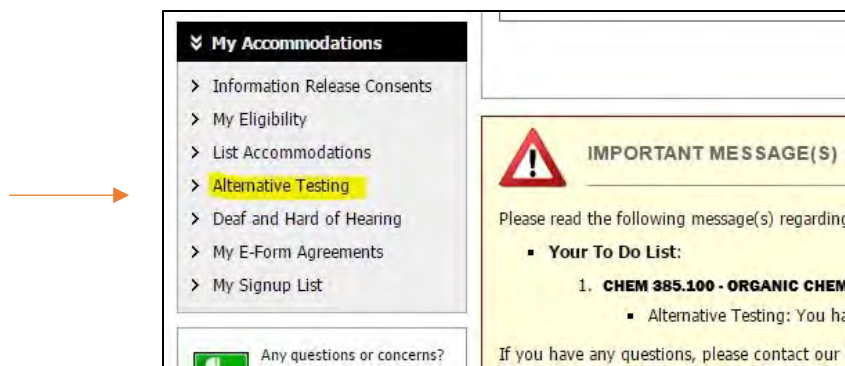 My Accommodations
Information Release Consents
My Eligibility
List Accommodations
Alternative Testing
Deaf and Hard of Hearing
My E-Form Agreements
My Signup List
Any questions or concerns?
IMPORTANT MESSAGE(S)
Please read the following message(s) regarding
Your To Do List:
1. CHEM 385.100 - ORGANIC CHEM
Alternative Testing: You ha
If you have any questions, please contact our